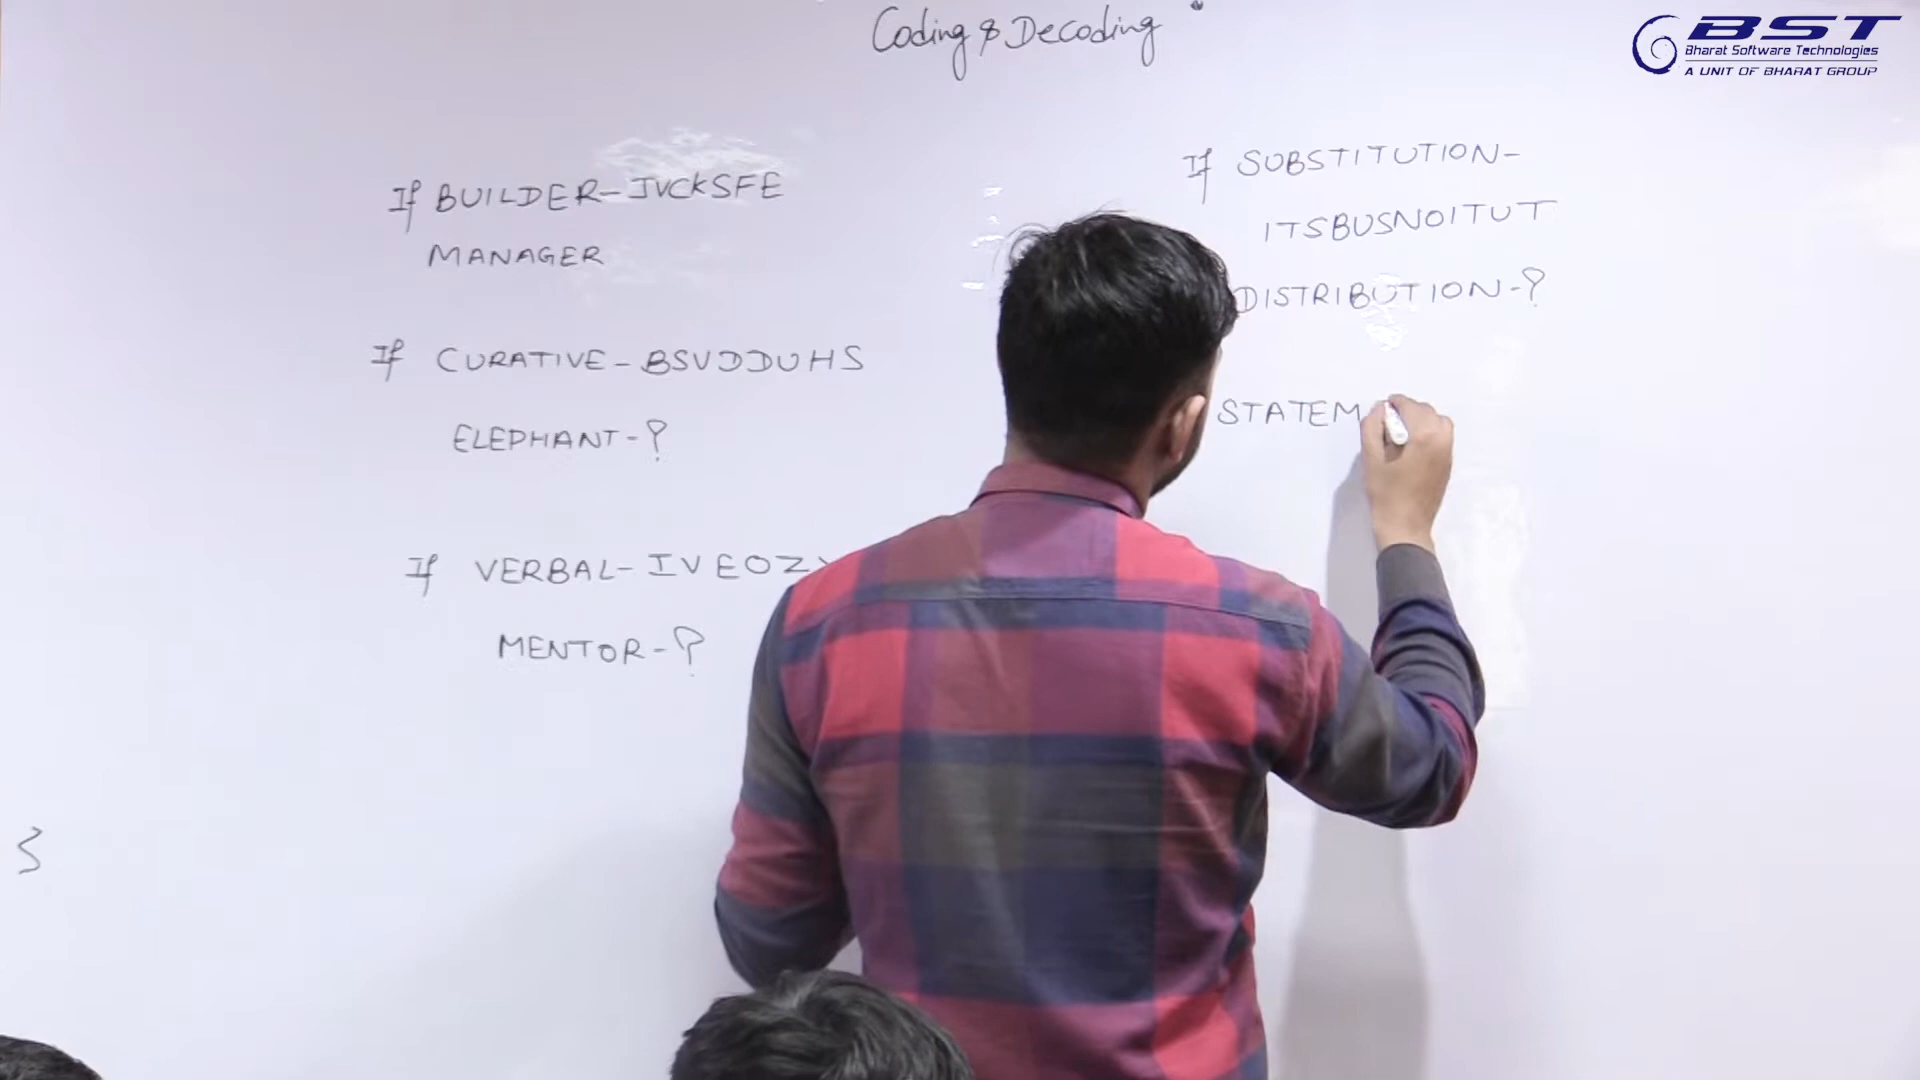 Coding & Decoding
BST
Bharat Software Technologies
A UNIT OF BHARAT GROUP
If BUILDER-JVCKSFE
MANAGER
If CURATIVE-BSVDDUHS
ELEPHANT-?
If VERBAL-IVEOZY
MENTOR-?
If SUBSTITUTION-
ITSBUSNOITUT
DISTRIBUTION-?
STATEM